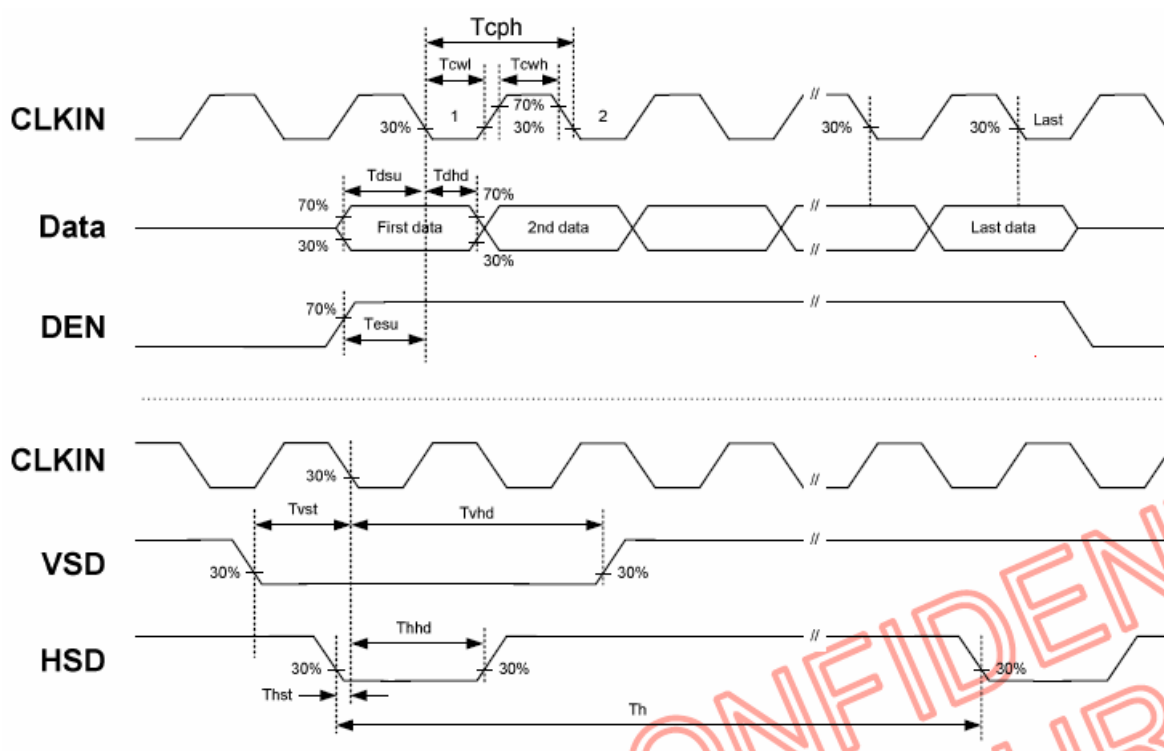 Tcph
Tcwl Tcwh
CLKIN 30% 1 70% 30% 2 // 30% 30% Last
Tdsu Tdhd
70% 70%
Data First data 2nd data // Last data
30% 30% //
70% //
DEN Tesu
CLKIN 30% //
Tvst Tvhd
VSD 30% 30% //
Thhd //
HSD 30% 30% 30%
Thst
Th